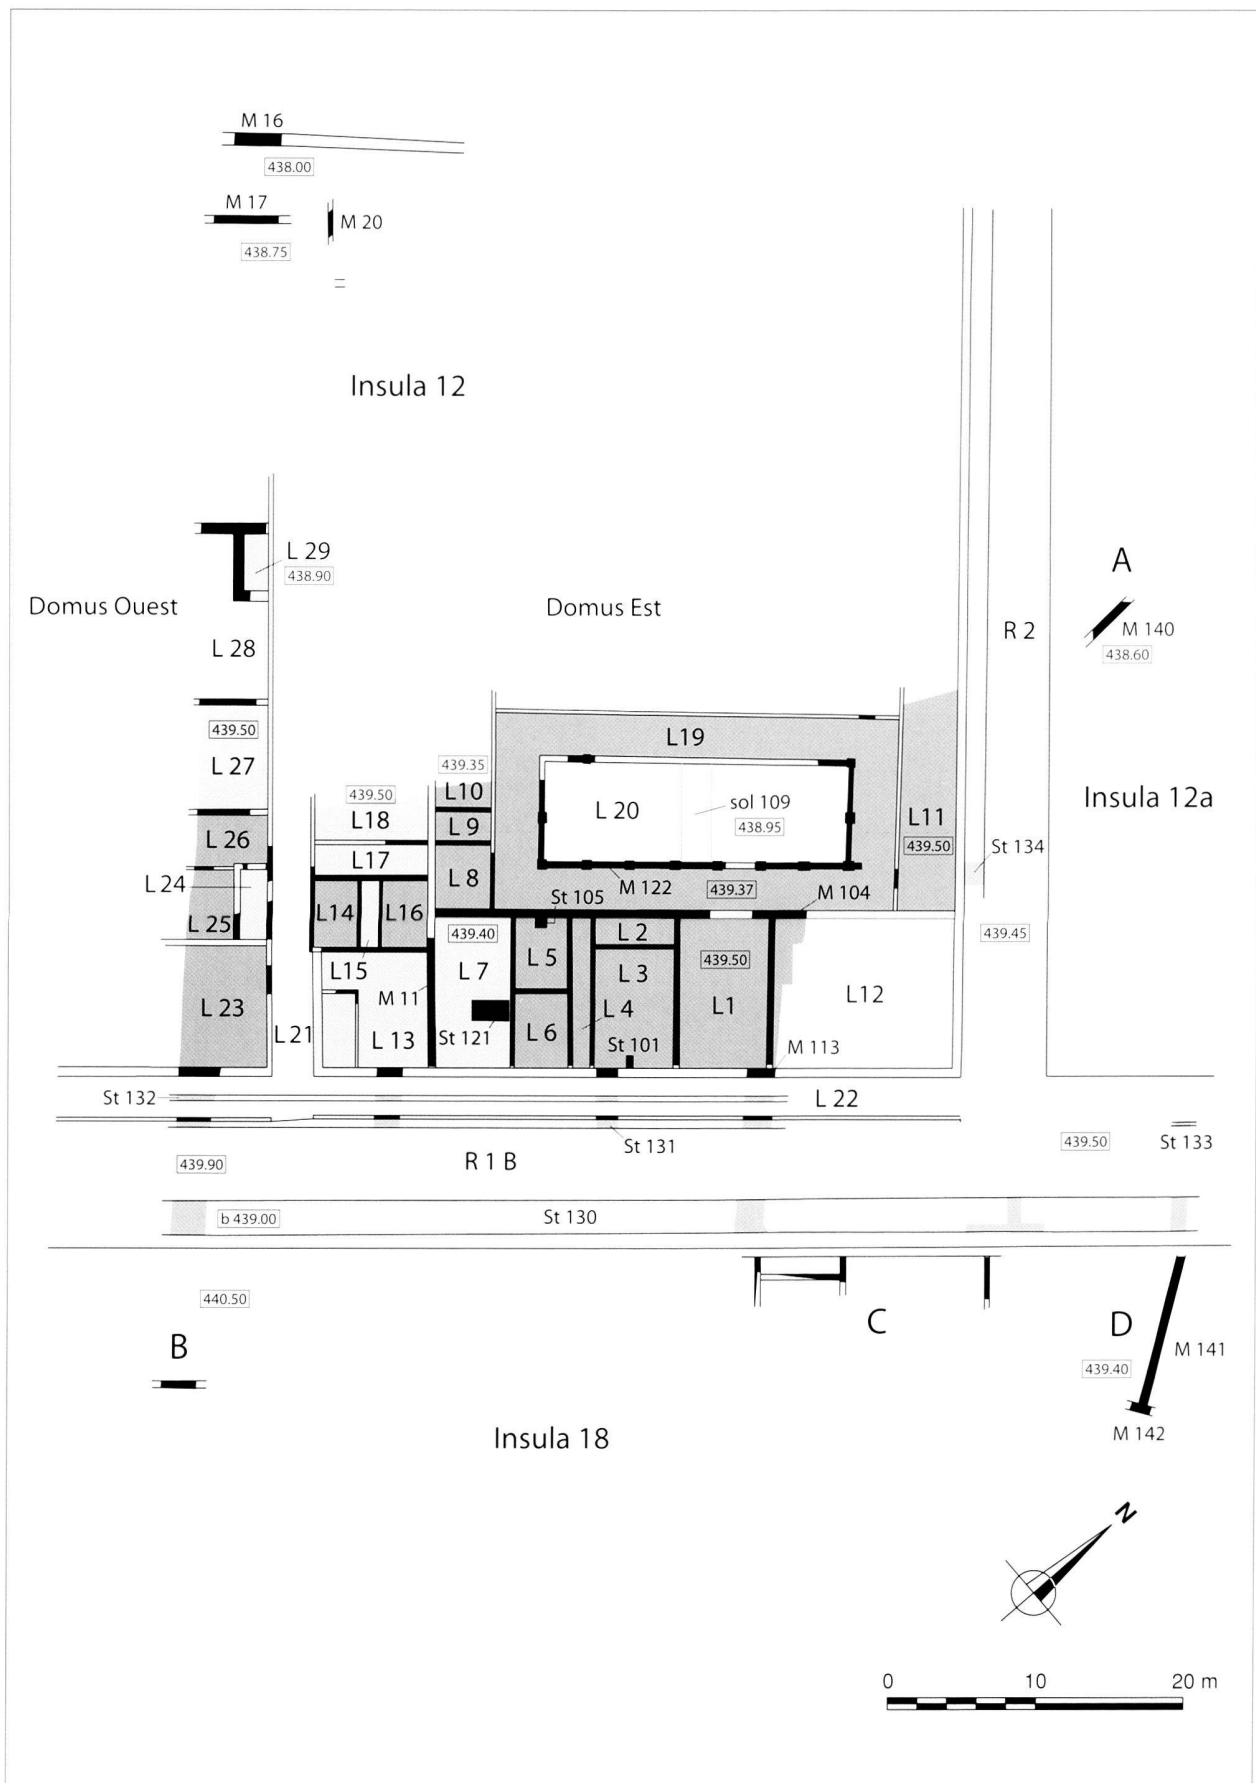 M 16
438.00
M 17
M 20
438.75
Insula 12
L 29
438.90
A
Domus Ouest
Domus Est
R 2
M 140
438.60
L 28
439.50
L19
439.35
L 27
439.50
L10
L 20
sol 109
438.95
Insula 12a
L18
L 9
L11
439.50
St 134
L 26
L17
L 8
L 24
M 122
439.37
M 104
L14
L16
St 105
L 25
439.40
L 2
439.45
L 5
L15
L 7
L 3
439.50
M 11
L12
L 23
L 4
L1
L 21
L 13
St 121
L 6
St 101
M 113
St 132
L 22
St 131
439.50
St 133
439.90
R 1 B
b 439.00
St 130
440.50
B
C
D
M 141
439.40
Insula 18
M 142
N
0 10 20 m